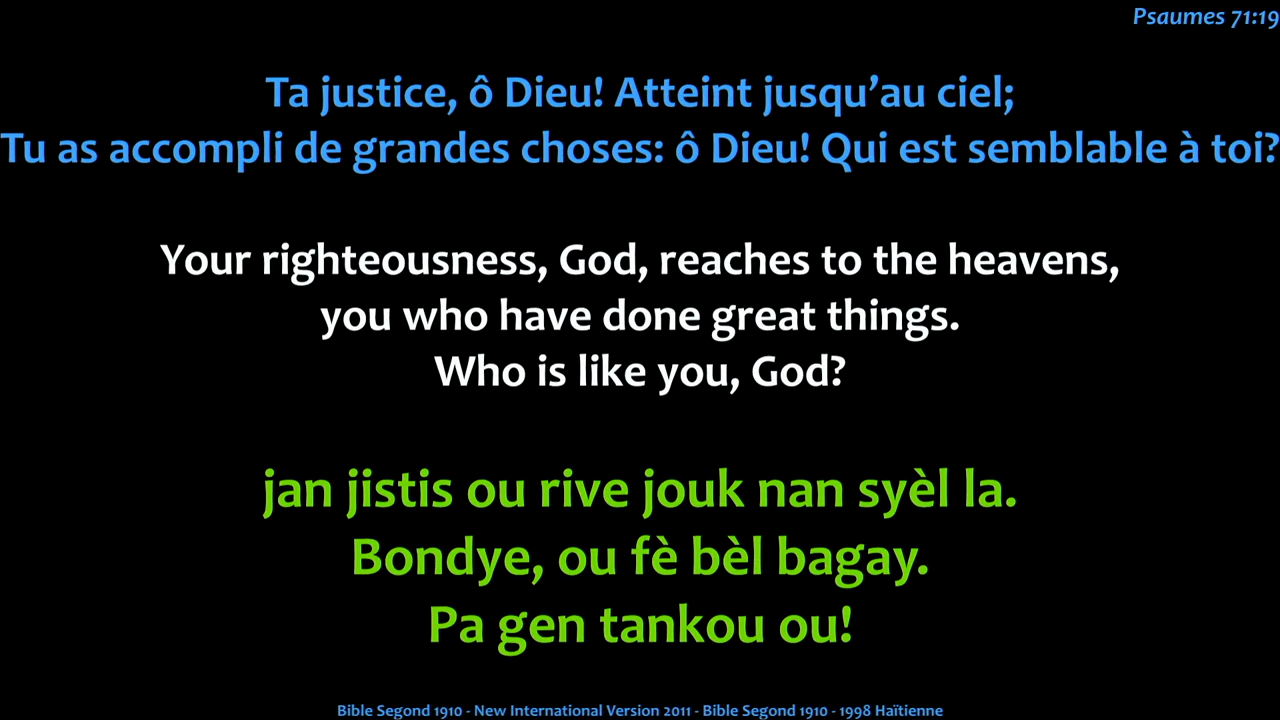 Psaumes 71:19
Ta justice, ô Dieu! Atteint jusqu’au ciel;
Tu as accompli de grandes choses: ô Dieu! Qui est semblable à toi?
Your righteousness, God, reaches to the heavens,
you who have done great things.
Who is like you, God?
jan jistis ou rive jouk nan syèl la.
Bondye, ou fè bèl bagay.
Pa gen tankou ou!
Bible Segond 1910 - New International Version 2011 - Bible Segond 1910 - 1998 Haïtienne